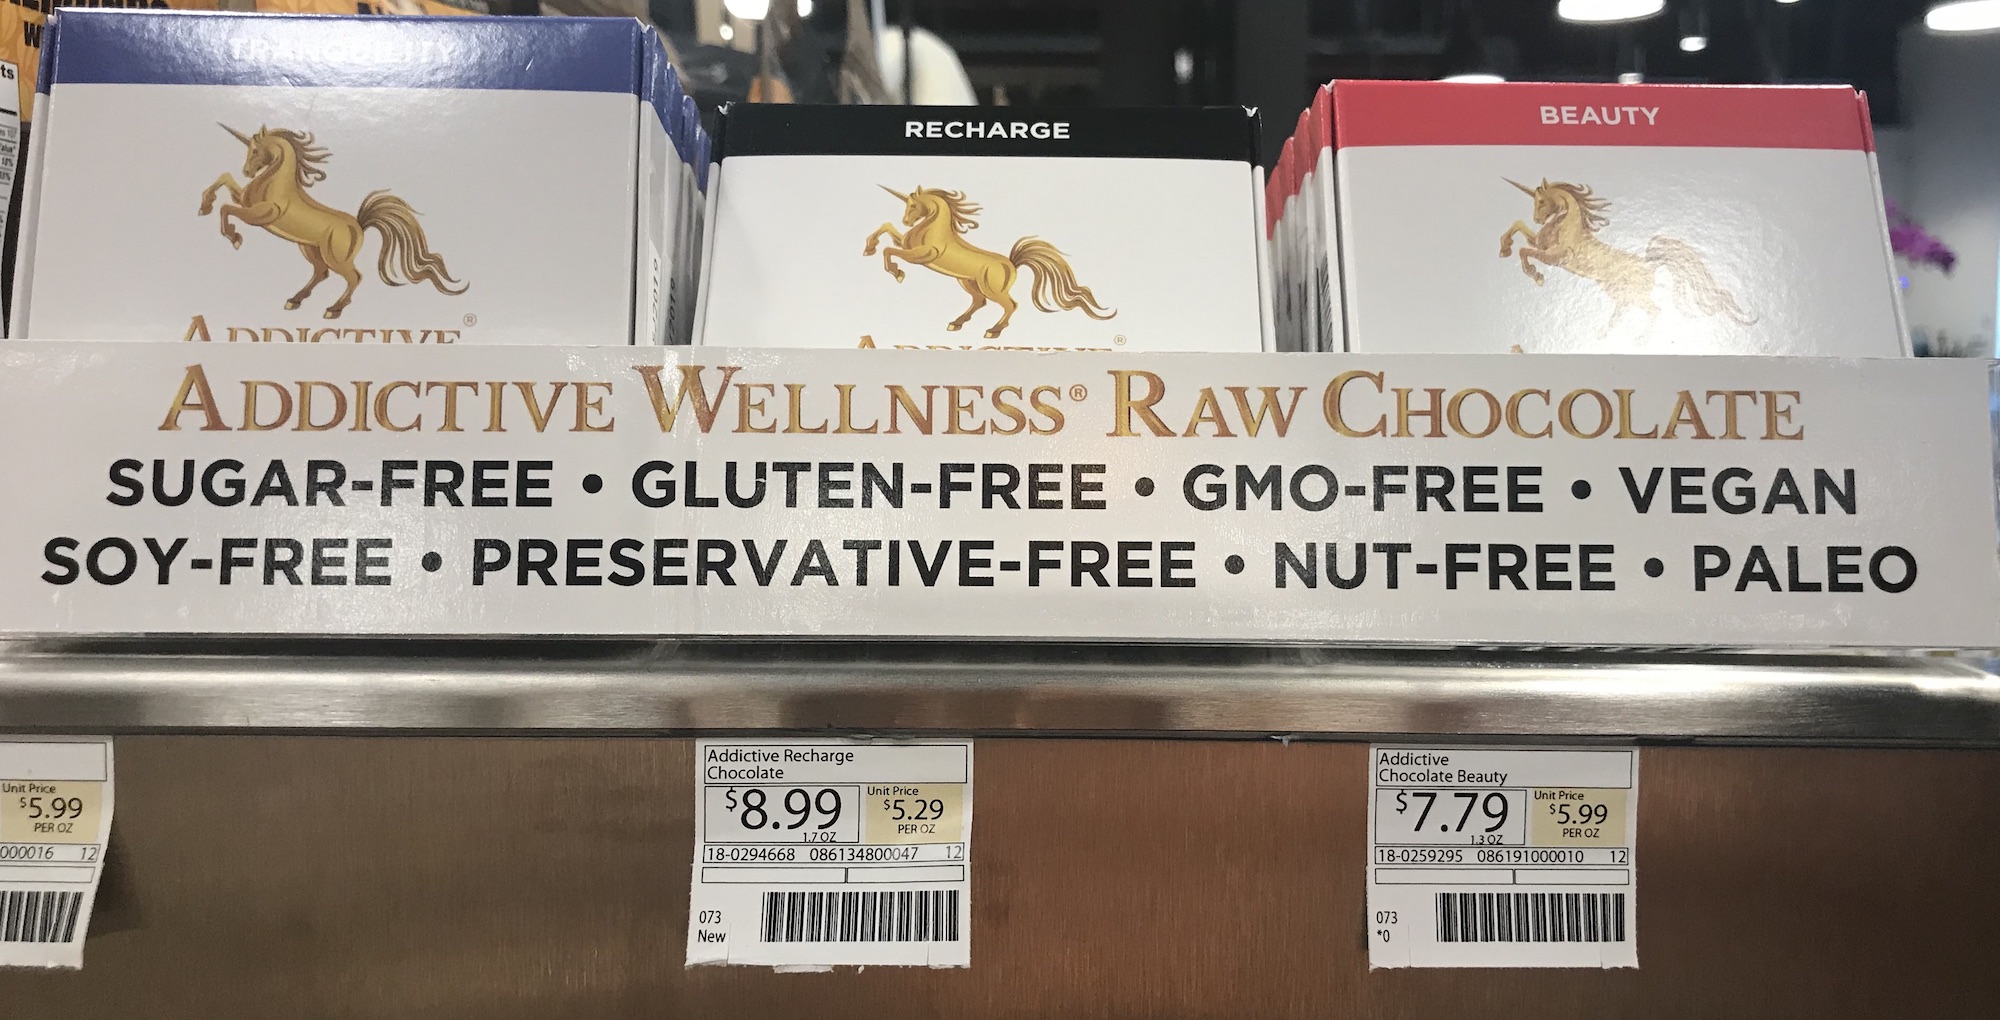 TRANQUILITY
RECHARGE
BEAUTY
ADDICTIVE®
ADDICTIVE®
ADDICTIVE WELLNESS® RAW CHOCOLATE
SUGAR-FREE • GLUTEN-FREE • GMO-FREE • VEGAN
SOY-FREE • PRESERVATIVE-FREE • NUT-FREE • PALEO
Unit Price
$5.99
PER OZ
000016 12
Addictive Recharge
Chocolate
$8.99
1.7 OZ
Unit Price
$5.29
PER OZ
18-0294668 086134800047 12
073
New
Addictive
Chocolate Beauty
$7.79
1.3 OZ
Unit Price
$5.99
PER OZ
18-0259295 086191000010 12
073
*0